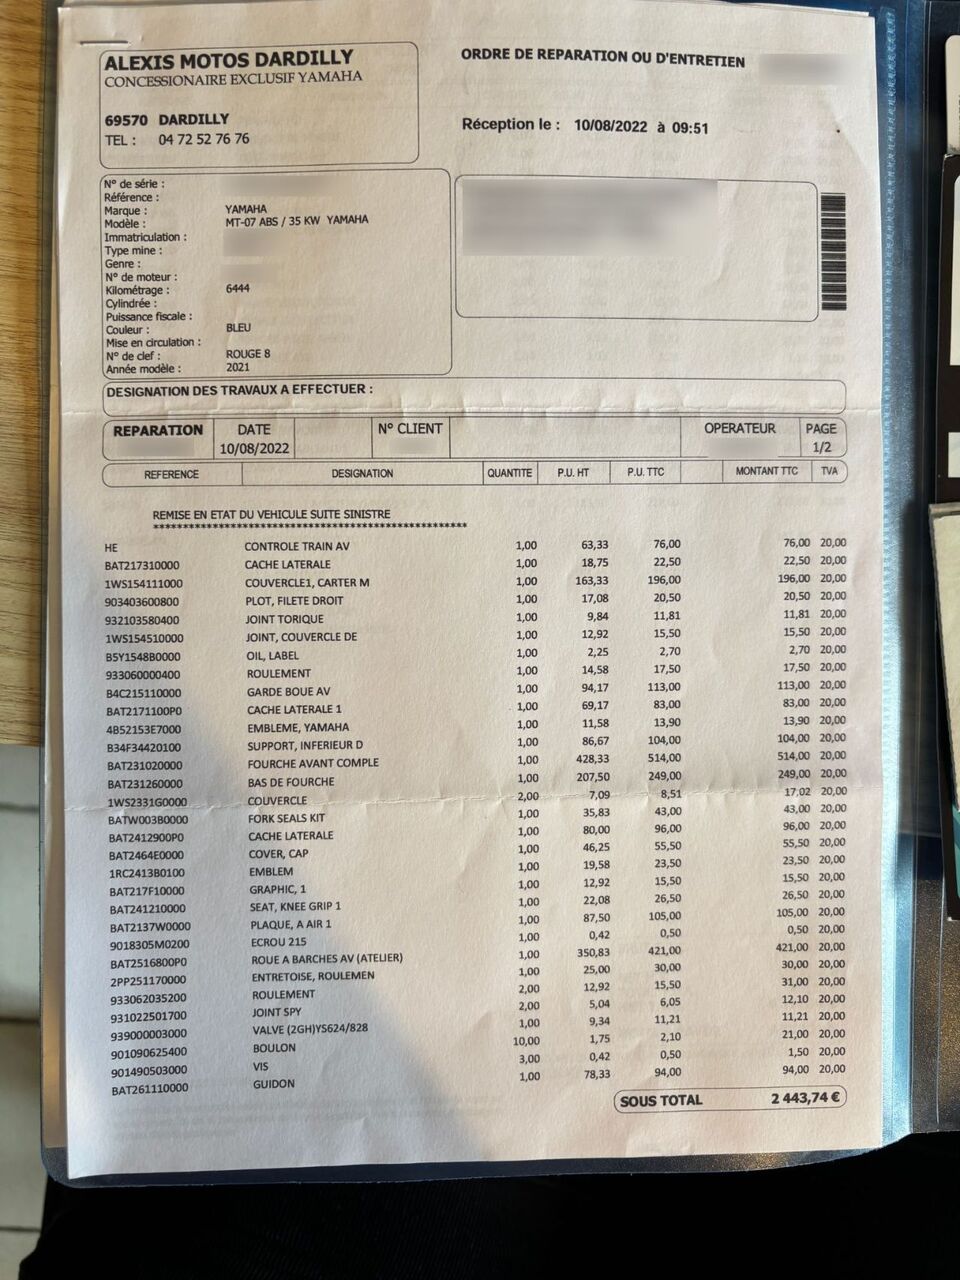 ALEXIS MOTOS DARDILLY
CONCESSIONAIRE EXCLUSIF YAMAHA
69570 DARDILLY
TEL : 04 72 52 76 76
ORDRE DE REPARATION OU D'ENTRETIEN
Réception le : 10/08/2022 à 09:51
N° de série :
Référence :
Marque : YAMAHA
Modèle : MT-07 ABS / 35 KW YAMAHA
Immatriculation :
Type mine :
Genre :
N° de moteur :
Kilométrage : 6444
Cylindrée :
Puissance fiscale :
Couleur : BLEU
Mise en circulation :
N° de clef : ROUGE 8
Année modèle : 2021
DESIGNATION DES TRAVAUX A EFFECTUER :
REPARATION DATE N° CLIENT OPERATEUR PAGE
10/08/2022 1/2
REFERENCE DESIGNATION QUANTITE P.U. HT P.U. TTC MONTANT TTC TVA
REMISE EN ETAT DU VEHICULE SUITE SINISTRE
******************************************************
HE CONTROLE TRAIN AV 1,00 63,33 76,00 76,00 20,00
BAT217310000 CACHE LATERALE 1,00 18,75 22,50 22,50 20,00
1WS154111000 COUVERCLE1, CARTER M 1,00 163,33 196,00 196,00 20,00
903403600800 PLOT, FILETE DROIT 1,00 17,08 20,50 20,50 20,00
932103580400 JOINT TORIQUE 1,00 9,84 11,81 11,81 20,00
1WS154510000 JOINT, COUVERCLE DE 1,00 12,92 15,50 15,50 20,00
B5Y1548B0000 OIL, LABEL 1,00 2,25 2,70 2,70 20,00
933060000400 ROULEMENT 1,00 14,58 17,50 17,50 20,00
B4C215110000 GARDE BOUE AV 1,00 94,17 113,00 113,00 20,00
BAT2171100P0 CACHE LATERALE 1 1,00 69,17 83,00 83,00 20,00
4B52153E7000 EMBLEME, YAMAHA 1,00 11,58 13,90 13,90 20,00
B34F34420100 SUPPORT, INFERIEUR D 1,00 86,67 104,00 104,00 20,00
BAT231020000 FOURCHE AVANT COMPLE 1,00 428,33 514,00 514,00 20,00
BAT231260000 BAS DE FOURCHE 1,00 207,50 249,00 249,00 20,00
1WS2331G0000 COUVERCLE 2,00 7,09 8,51 17,02 20,00
BATW003B0000 FORK SEALS KIT 1,00 35,83 43,00 43,00 20,00
BAT2412900P0 CACHE LATERALE 1,00 80,00 96,00 96,00 20,00
BAT2464E0000 COVER, CAP 1,00 46,25 55,50 55,50 20,00
1RC2413B0100 EMBLEM 1,00 19,58 23,50 23,50 20,00
BAT217F10000 GRAPHIC, 1 1,00 12,92 15,50 15,50 20,00
BAT241210000 SEAT, KNEE GRIP 1 1,00 22,08 26,50 26,50 20,00
BAT2137W0000 PLAQUE, A AIR 1 1,00 87,50 105,00 105,00 20,00
9018305M0200 ECROU 215 1,00 0,42 0,50 0,50 20,00
BAT2516800P0 ROUE A BARCHES AV (ATELIER) 1,00 350,83 421,00 421,00 20,00
2PP251170000 ENTRETOISE, ROULEMEN 1,00 25,00 30,00 30,00 20,00
933062035200 ROULEMENT 2,00 12,92 15,50 31,00 20,00
931022501700 JOINT SPY 2,00 5,04 6,05 12,10 20,00
939000003000 VALVE (2GH)YS624/828 1,00 9,34 11,21 11,21 20,00
901090625400 BOULON 10,00 1,75 2,10 21,00 20,00
901490503000 VIS 3,00 0,42 0,50 1,50 20,00
BAT261110000 GUIDON 1,00 78,33 94,00 94,00 20,00
SOUS TOTAL 2 443,74 €